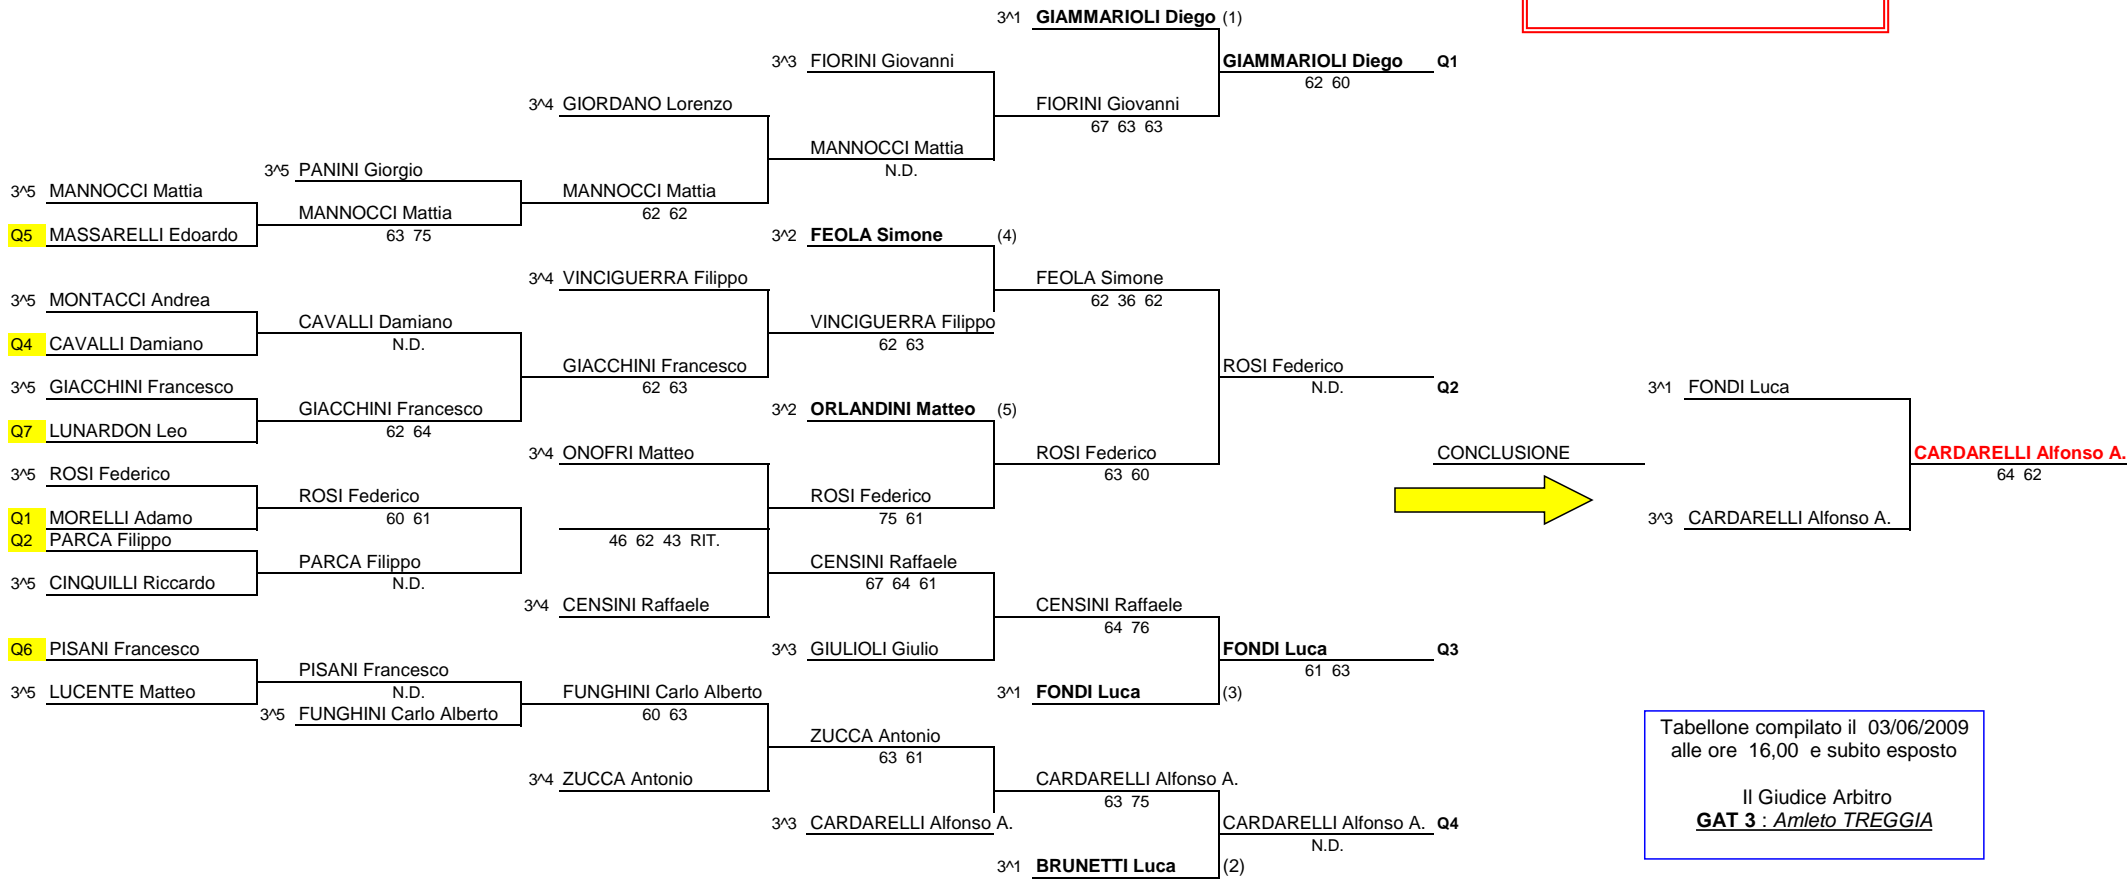 3^1 GIAMMARIOLI Diego (1)
3^3 FIORINI Giovanni
GIAMMARIOLI Diego Q1
62 60
3^4 GIORDANO Lorenzo
FIORINI Giovanni
67 63 63
MANNOCCI Mattia
N.D.
3^5 PANINI Giorgio
3^5 MANNOCCI Mattia
MANNOCCI Mattia
62 62
MANNOCCI Mattia
63 75
Q5 MASSARELLI Edoardo
3^2 FEOLA Simone (4)
3^4 VINCIGUERRA Filippo
FEOLA Simone
62 36 62
3^5 MONTACCI Andrea
CAVALLI Damiano
N.D.
VINCIGUERRA Filippo
62 63
Q4 CAVALLI Damiano
GIACCHINI Francesco
62 63
ROSI Federico
N.D. Q2
3^5 GIACCHINI Francesco
3^1 FONDI Luca
GIACCHINI Francesco
62 64
3^2 ORLANDINI Matteo (5)
Q7 LUNARDON Leo
3^4 ONOFRI Matteo
ROSI Federico
63 60
CONCLUSIONE
CARDARELLI Alfonso A.
64 62
3^5 ROSI Federico
ROSI Federico
60 61
ROSI Federico
75 61
Q1 MORELLI Adamo
3^3 CARDARELLI Alfonso A.
Q2 PARCA Filippo
46 62 43 RIT.
PARCA Filippo
N.D.
CENSINI Raffaele
67 64 61
3^5 CINQUILLI Riccardo
3^4 CENSINI Raffaele
CENSINI Raffaele
64 76
Q6 PISANI Francesco
3^3 GIULIOLI Giulio
FONDI Luca Q3
61 63
PISANI Francesco
N.D.
3^5 LUCENTE Matteo
FUNGHINI Carlo Alberto
60 63
3^1 FONDI Luca (3)
3^5 FUNGHINI Carlo Alberto
ZUCCA Antonio
63 61
3^4 ZUCCA Antonio
CARDARELLI Alfonso A.
63 75
3^3 CARDARELLI Alfonso A.
CARDARELLI Alfonso A. Q4
N.D.
3^1 BRUNETTI Luca (2)
Tabellone compilato il 03/06/2009
alle ore 16,00 e subito esposto
Il Giudice Arbitro
GAT 3 : Amleto TREGGIA